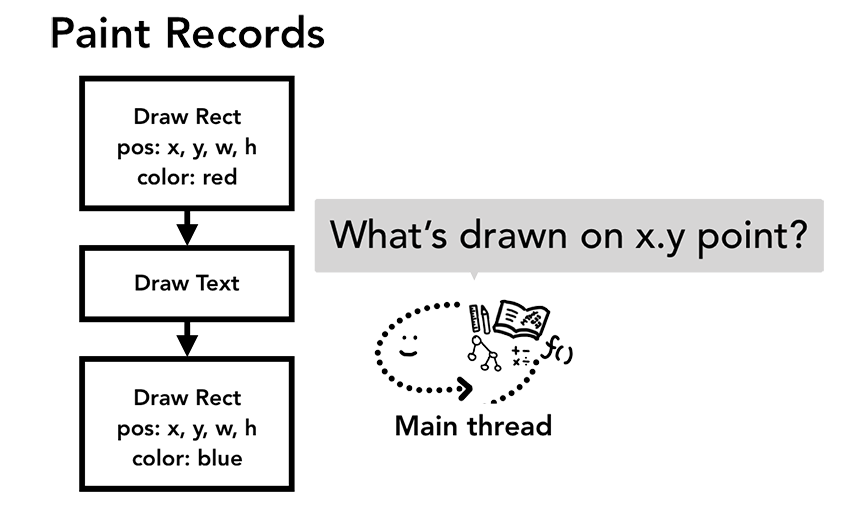 Paint Records
Draw Rect
pos: x, y, w, h
color: red
Draw Text
Draw Rect
pos: x, y, w, h
color: blue
What's drawn on x.y point?
+-
x÷
f()
Main thread